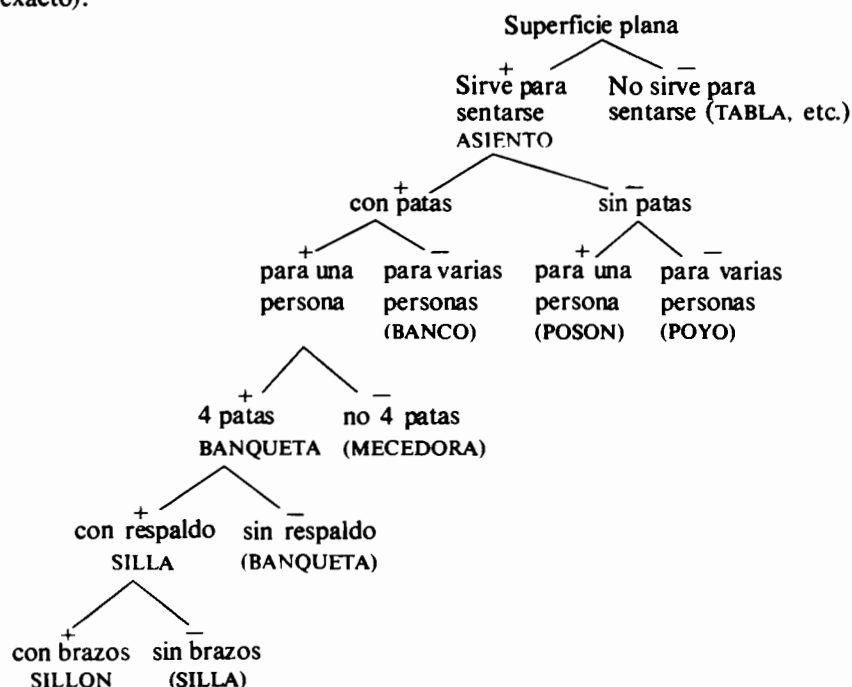 exacto).
Superficie plana
+ −
Sirve para No sirve para
sentarse sentarse (TABLA, etc.)
ASIENTO
+ −
con patas sin patas
+ − + −
para una para varias para una para varias
persona personas persona personas
(BANCO) (POSON) (POYO)
+ −
4 patas no 4 patas
BANQUETA (MECEDORA)
+ −
con respaldo sin respaldo
SILLA (BANQUETA)
+ −
con brazos sin brazos
SILLON (SILLA)